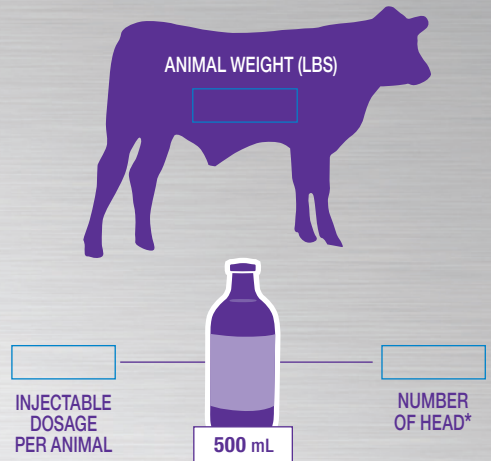 ANIMAL WEIGHT (LBS)
INJECTABLE
DOSAGE
PER ANIMAL
500 mL
NUMBER
OF HEAD*